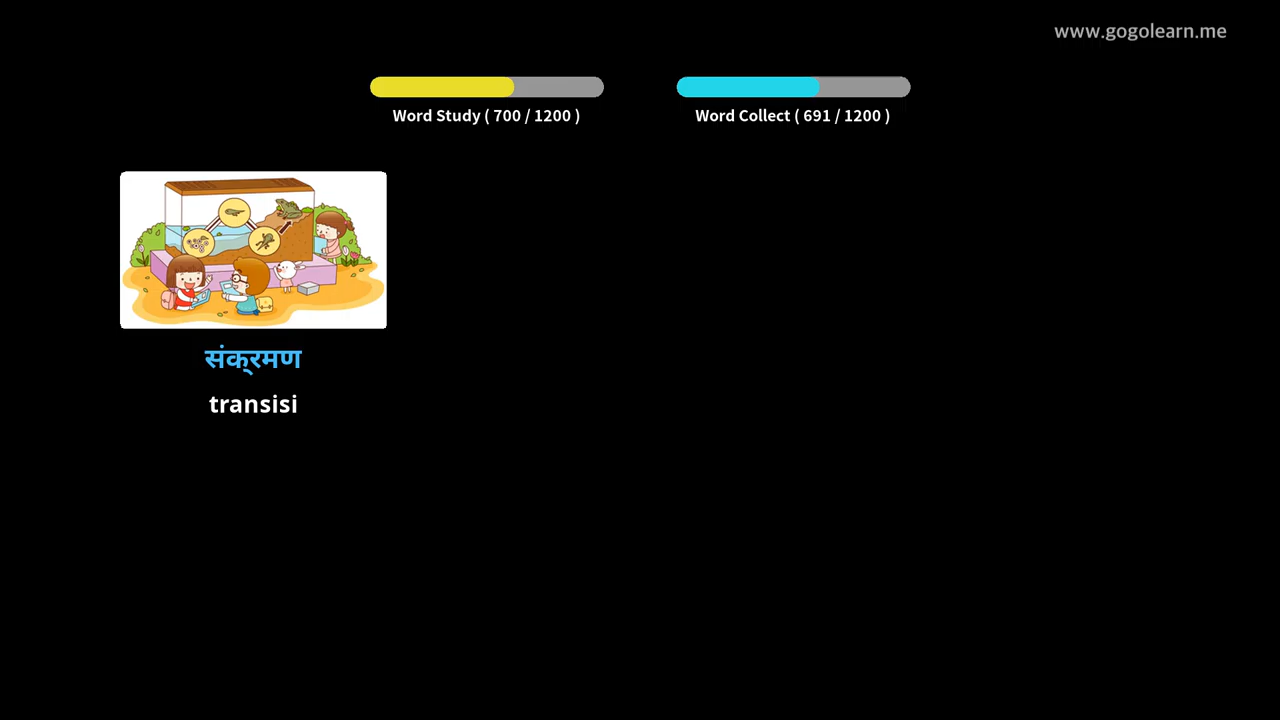 www.gogolearn.me
Word Study ( 700 / 1200 )
Word Collect ( 691 / 1200 )
संक्रमण
transisi